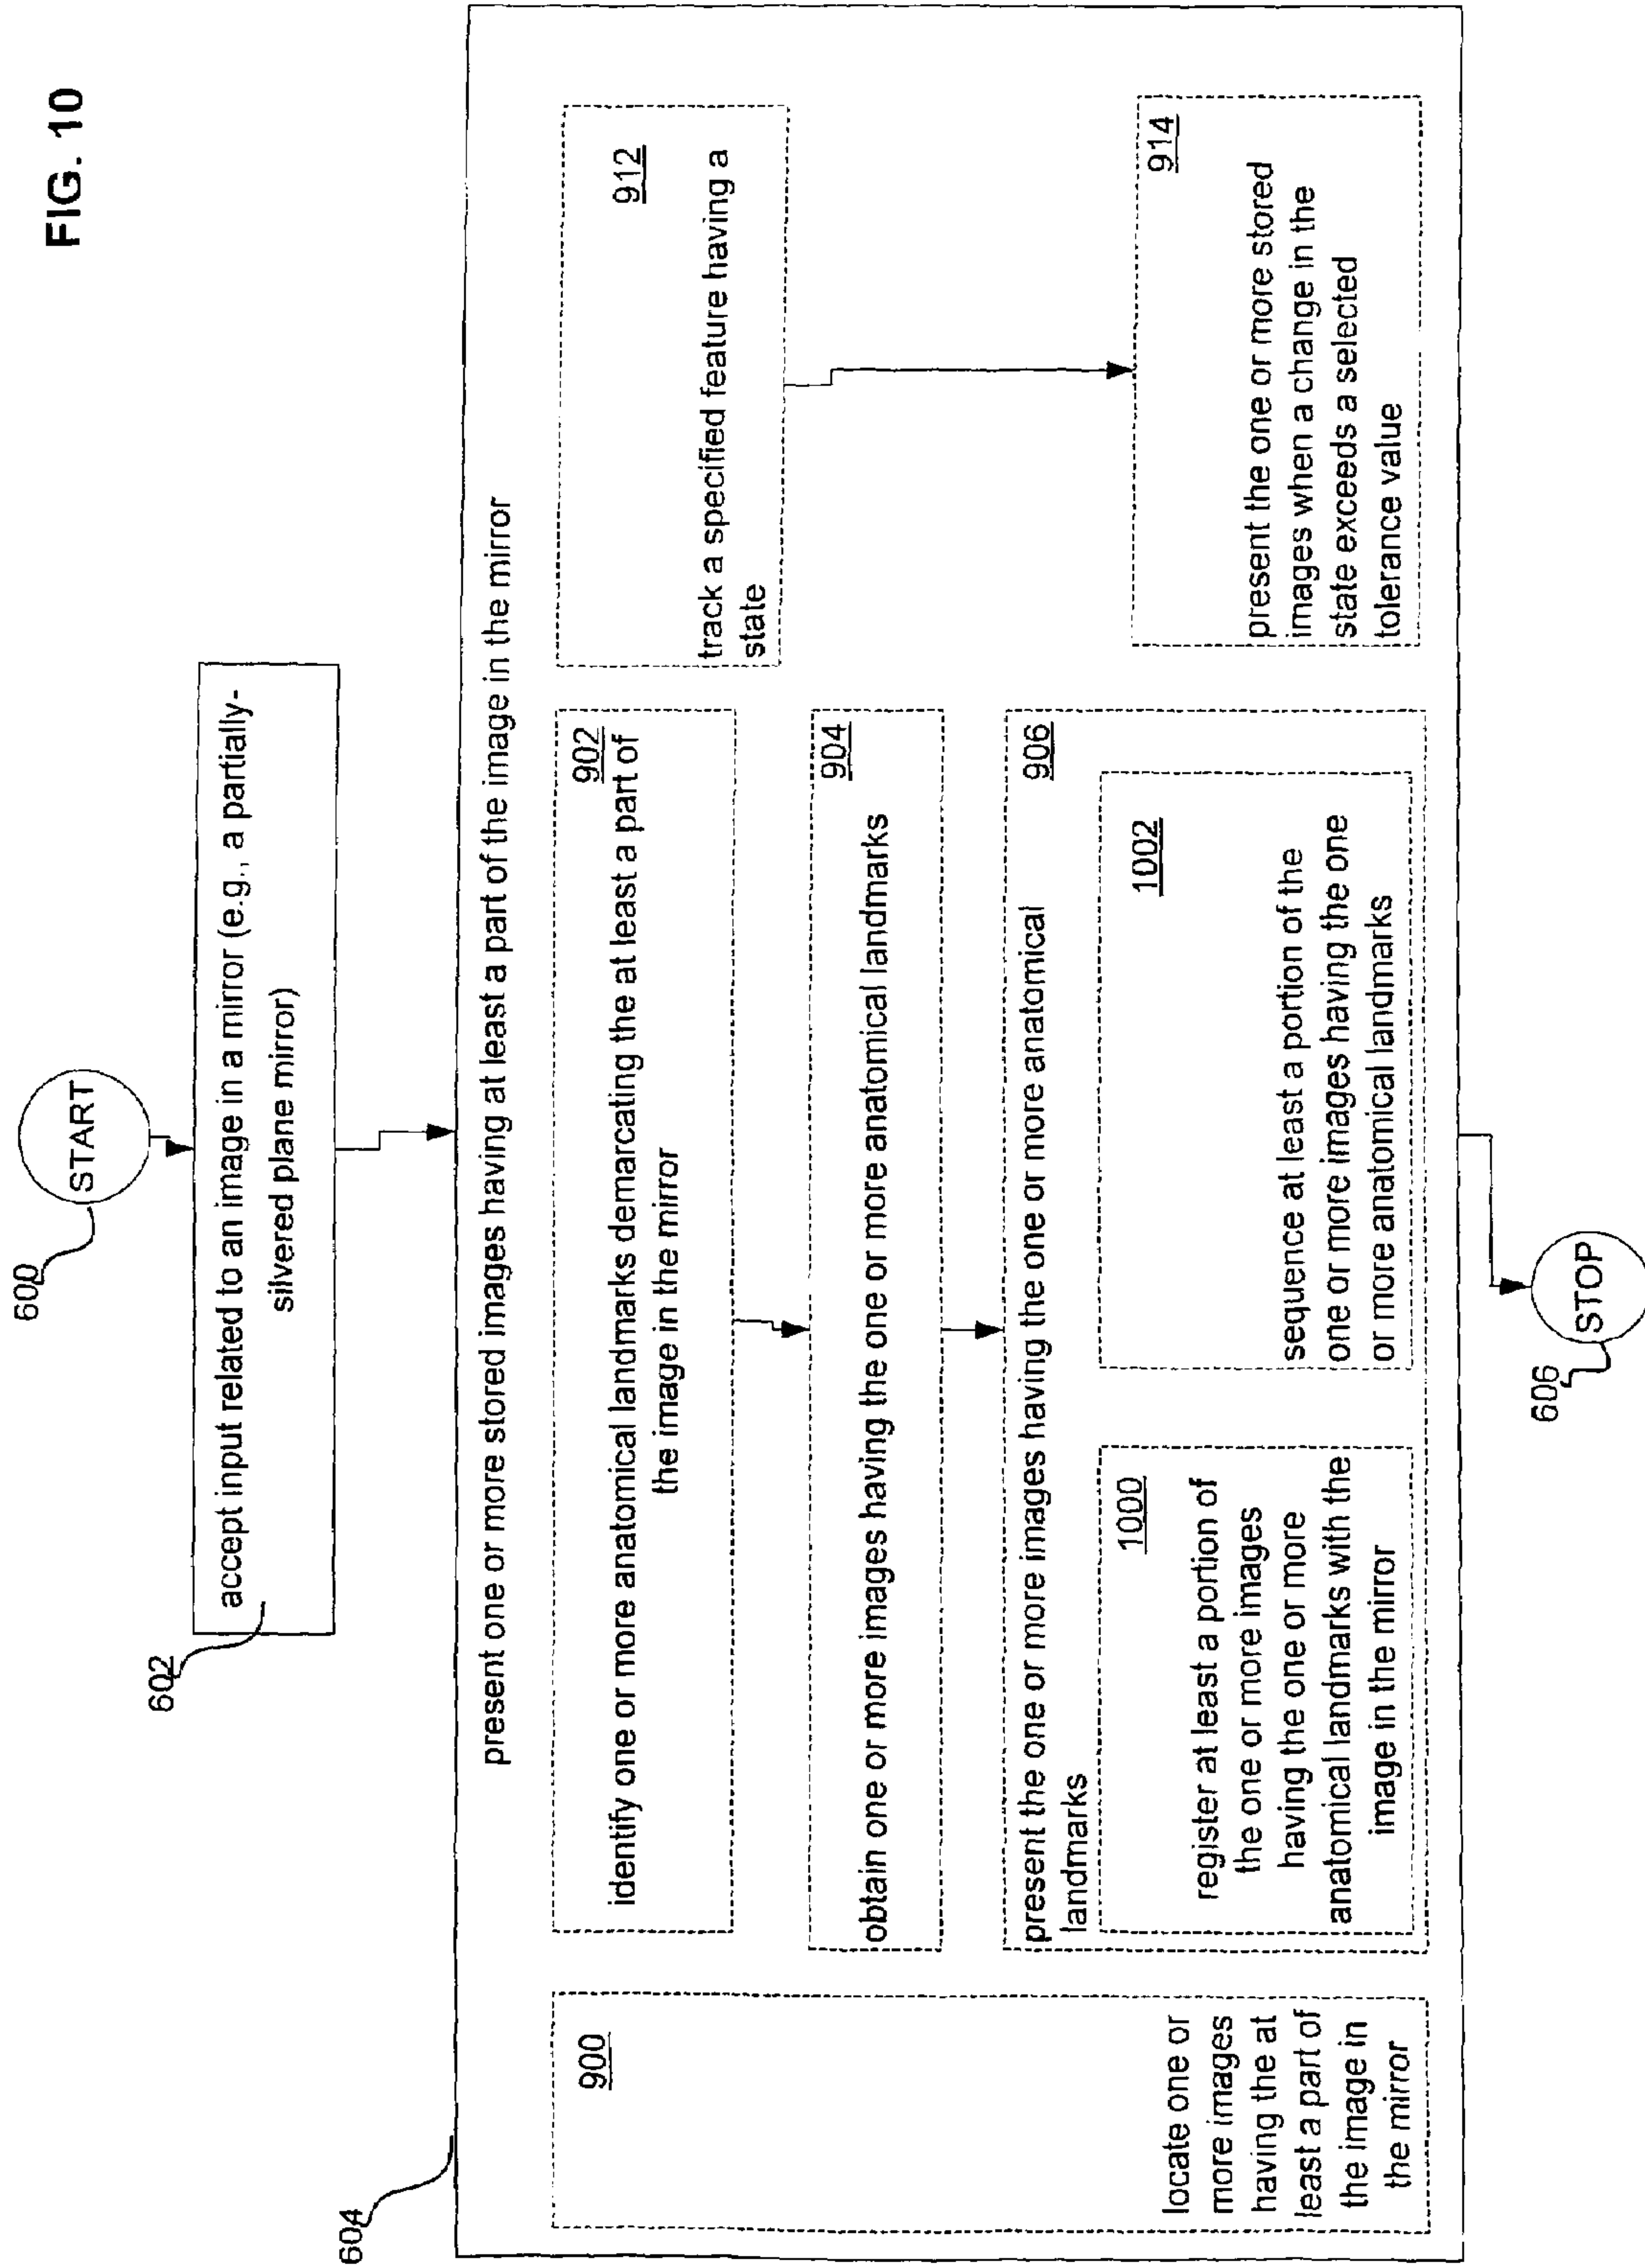 FIG. 10
600
START
602
accept input related to an image in a mirror (e.g., a partially-
silvered plane mirror)
604
present one or more stored images having at least a part of the image in the mirror
900
locate one or
more images
having the at
least a part of
the image in
the mirror
902
identify one or more anatomical landmarks demarcating the at least a part of
the image in the mirror
904
obtain one or more images having the one or more anatomical landmarks
906
present the one or more images having the one or more anatomical
landmarks
1000
register at least a portion of
the one or more images
having the one or more
anatomical landmarks with the
image in the mirror
1002
sequence at least a portion of the
one or more images having the one
or more anatomical landmarks
912
track a specified feature having a
state
914
present the one or more stored
images when a change in the
state exceeds a selected
tolerance value
606
STOP